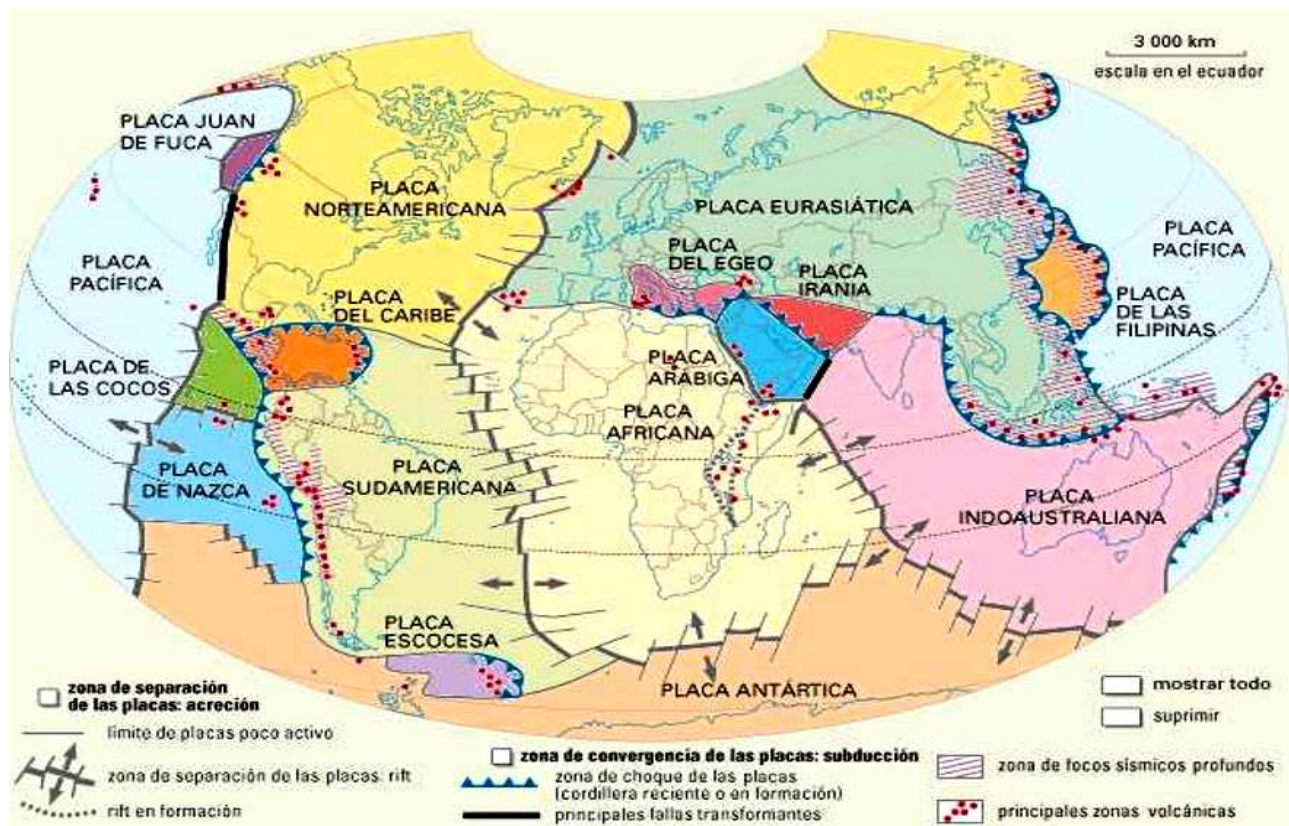 3 000 km
escala en el ecuador
PLACA JUAN
DE FUCA
PLACA
NORTEAMERICANA
PLACA EURASIÁTICA
PLACA
PACÍFICA
PLACA
DEL EGEO
PLACA
IRANIA
PLACA
PACÍFICA
PLACA
DEL CARIBE
PLACA
DE LAS
FILIPINAS
PLACA DE
LAS COCOS
PLACA
ARÁBIGA
PLACA
AFRICANA
PLACA
DE NAZCA
PLACA
SUDAMERICANA
PLACA
INDOAUSTRALIANA
PLACA
ESCOCESA
PLACA ANTÁRTICA
zona de separación
de las placas: acreción
límite de placas poco activo
zona de separación de las placas: rift
rift en formación
zona de convergencia de las placas: subducción
zona de choque de las placas
(cordillera reciente o en formación)
principales fallas transformantes
mostrar todo
suprimir
zona de focos sísmicos profundos
principales zonas volcánicas